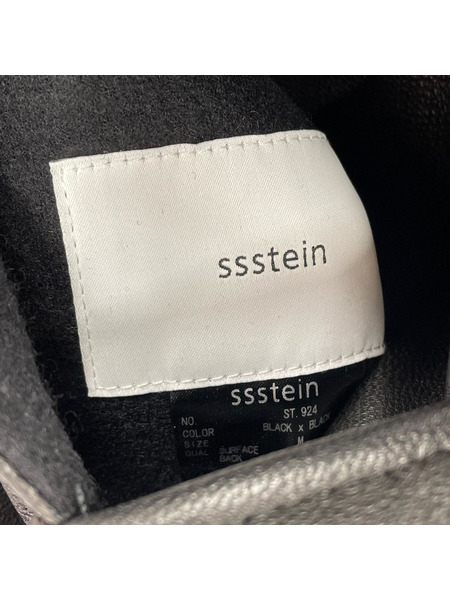 ssstein
ssstein
NO. ST.924
COLOR BLACK x BLACK
SIZE M
QUAL SURFACE
BACK